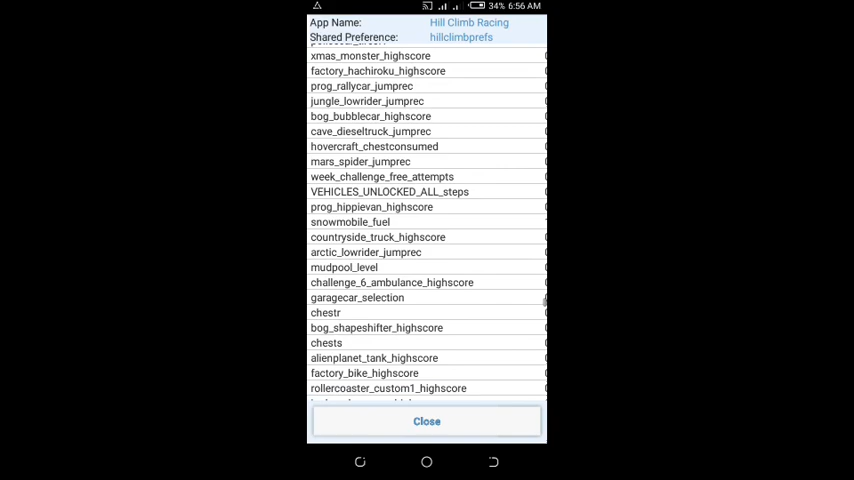 34% 6:56 AM
App Name: Hill Climb Racing
Shared Preference: hillclimbprefs
xmas_monster_highscore
factory_hachiroku_highscore
prog_rallycar_jumprec
jungle_lowrider_jumprec
bog_bubblecar_highscore
cave_dieseltruck_jumprec
hovercraft_chestconsumed
mars_spider_jumprec
week_challenge_free_attempts
VEHICLES_UNLOCKED_ALL_steps
prog_hippievan_highscore
snowmobile_fuel
countryside_truck_highscore
arctic_lowrider_jumprec
mudpool_level
challenge_6_ambulance_highscore
garagecar_selection
chestr
bog_shapeshifter_highscore
chests
alienplanet_tank_highscore
factory_bike_highscore
rollercoaster_custom1_highscore
Close